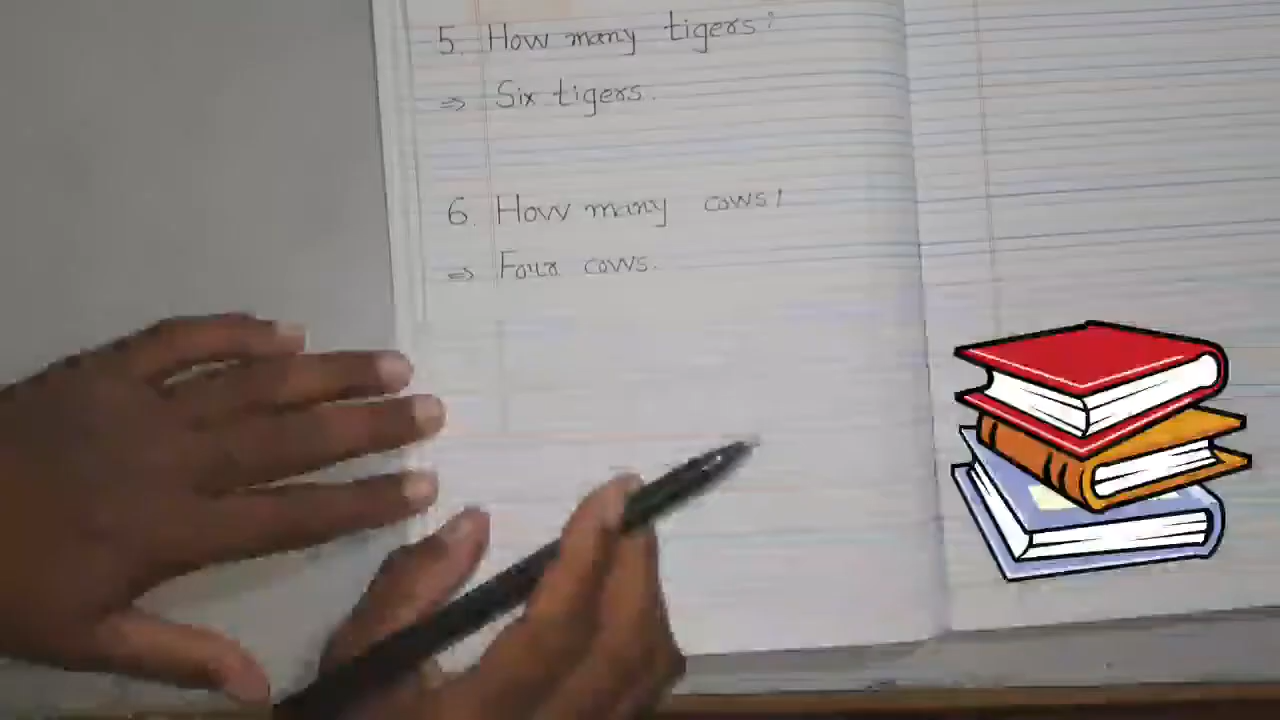 5. How many tigers?
⇒ Six tigers.
6. How many cows?
⇒ Four cows.